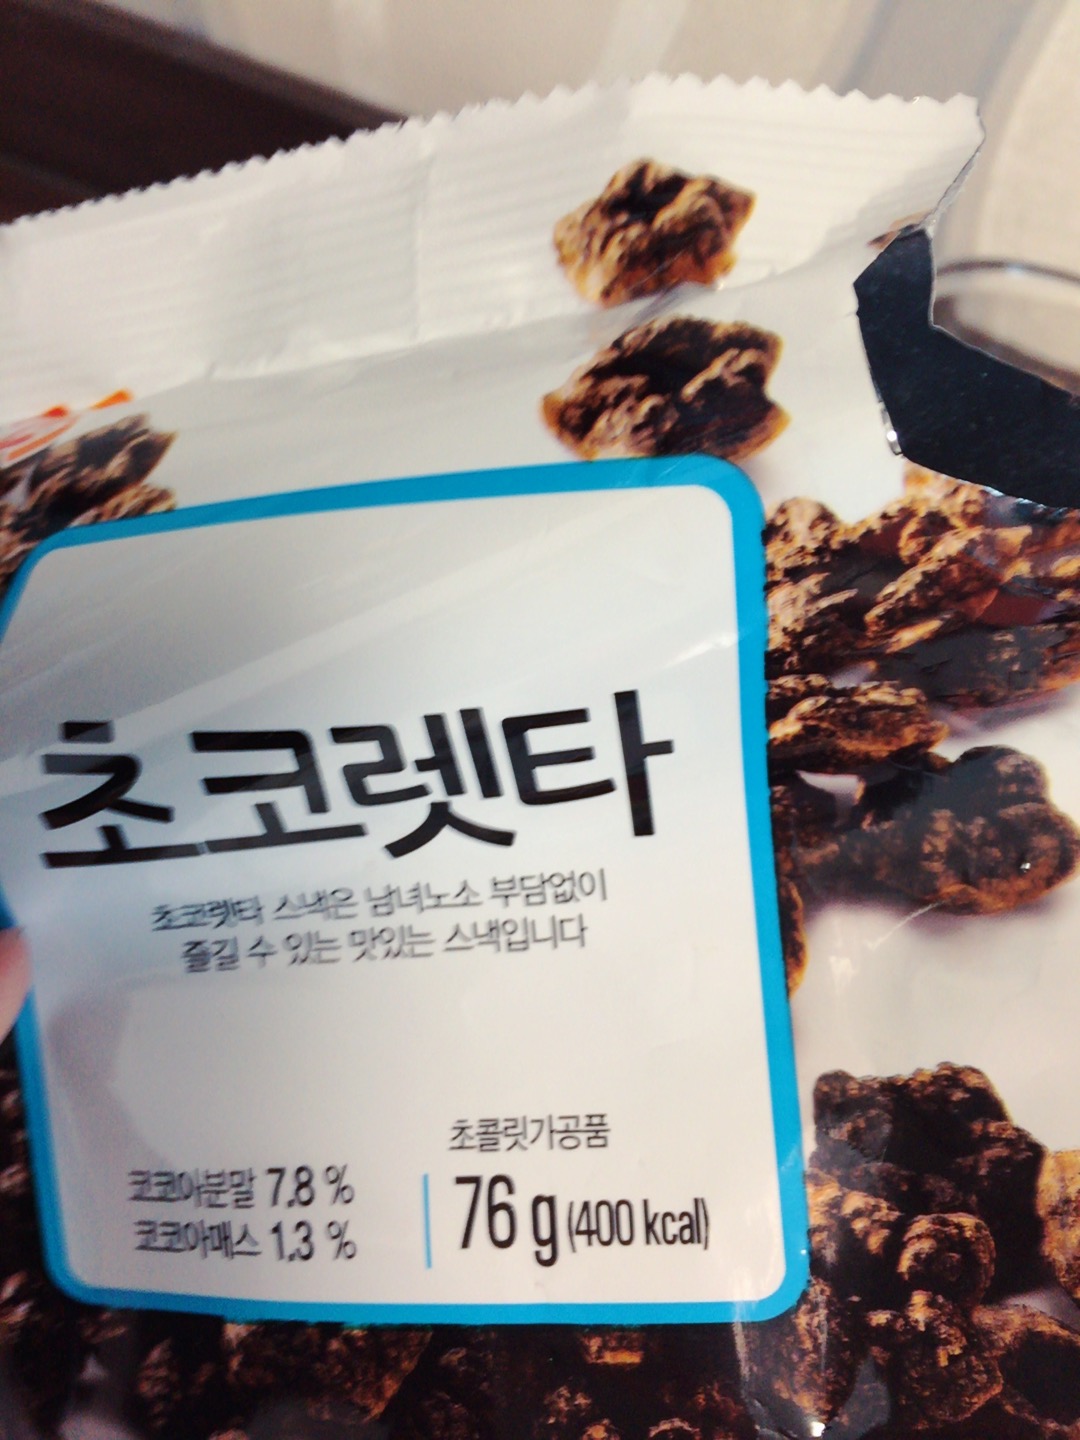 초코렛타
초코렛타 스낵은 남녀노소 부담없이
즐길 수 있는 맛있는 스낵입니다
초콜릿가공품
코코아분말 7.8 %
코코아매스 1.3 %
76 g (400 kcal)